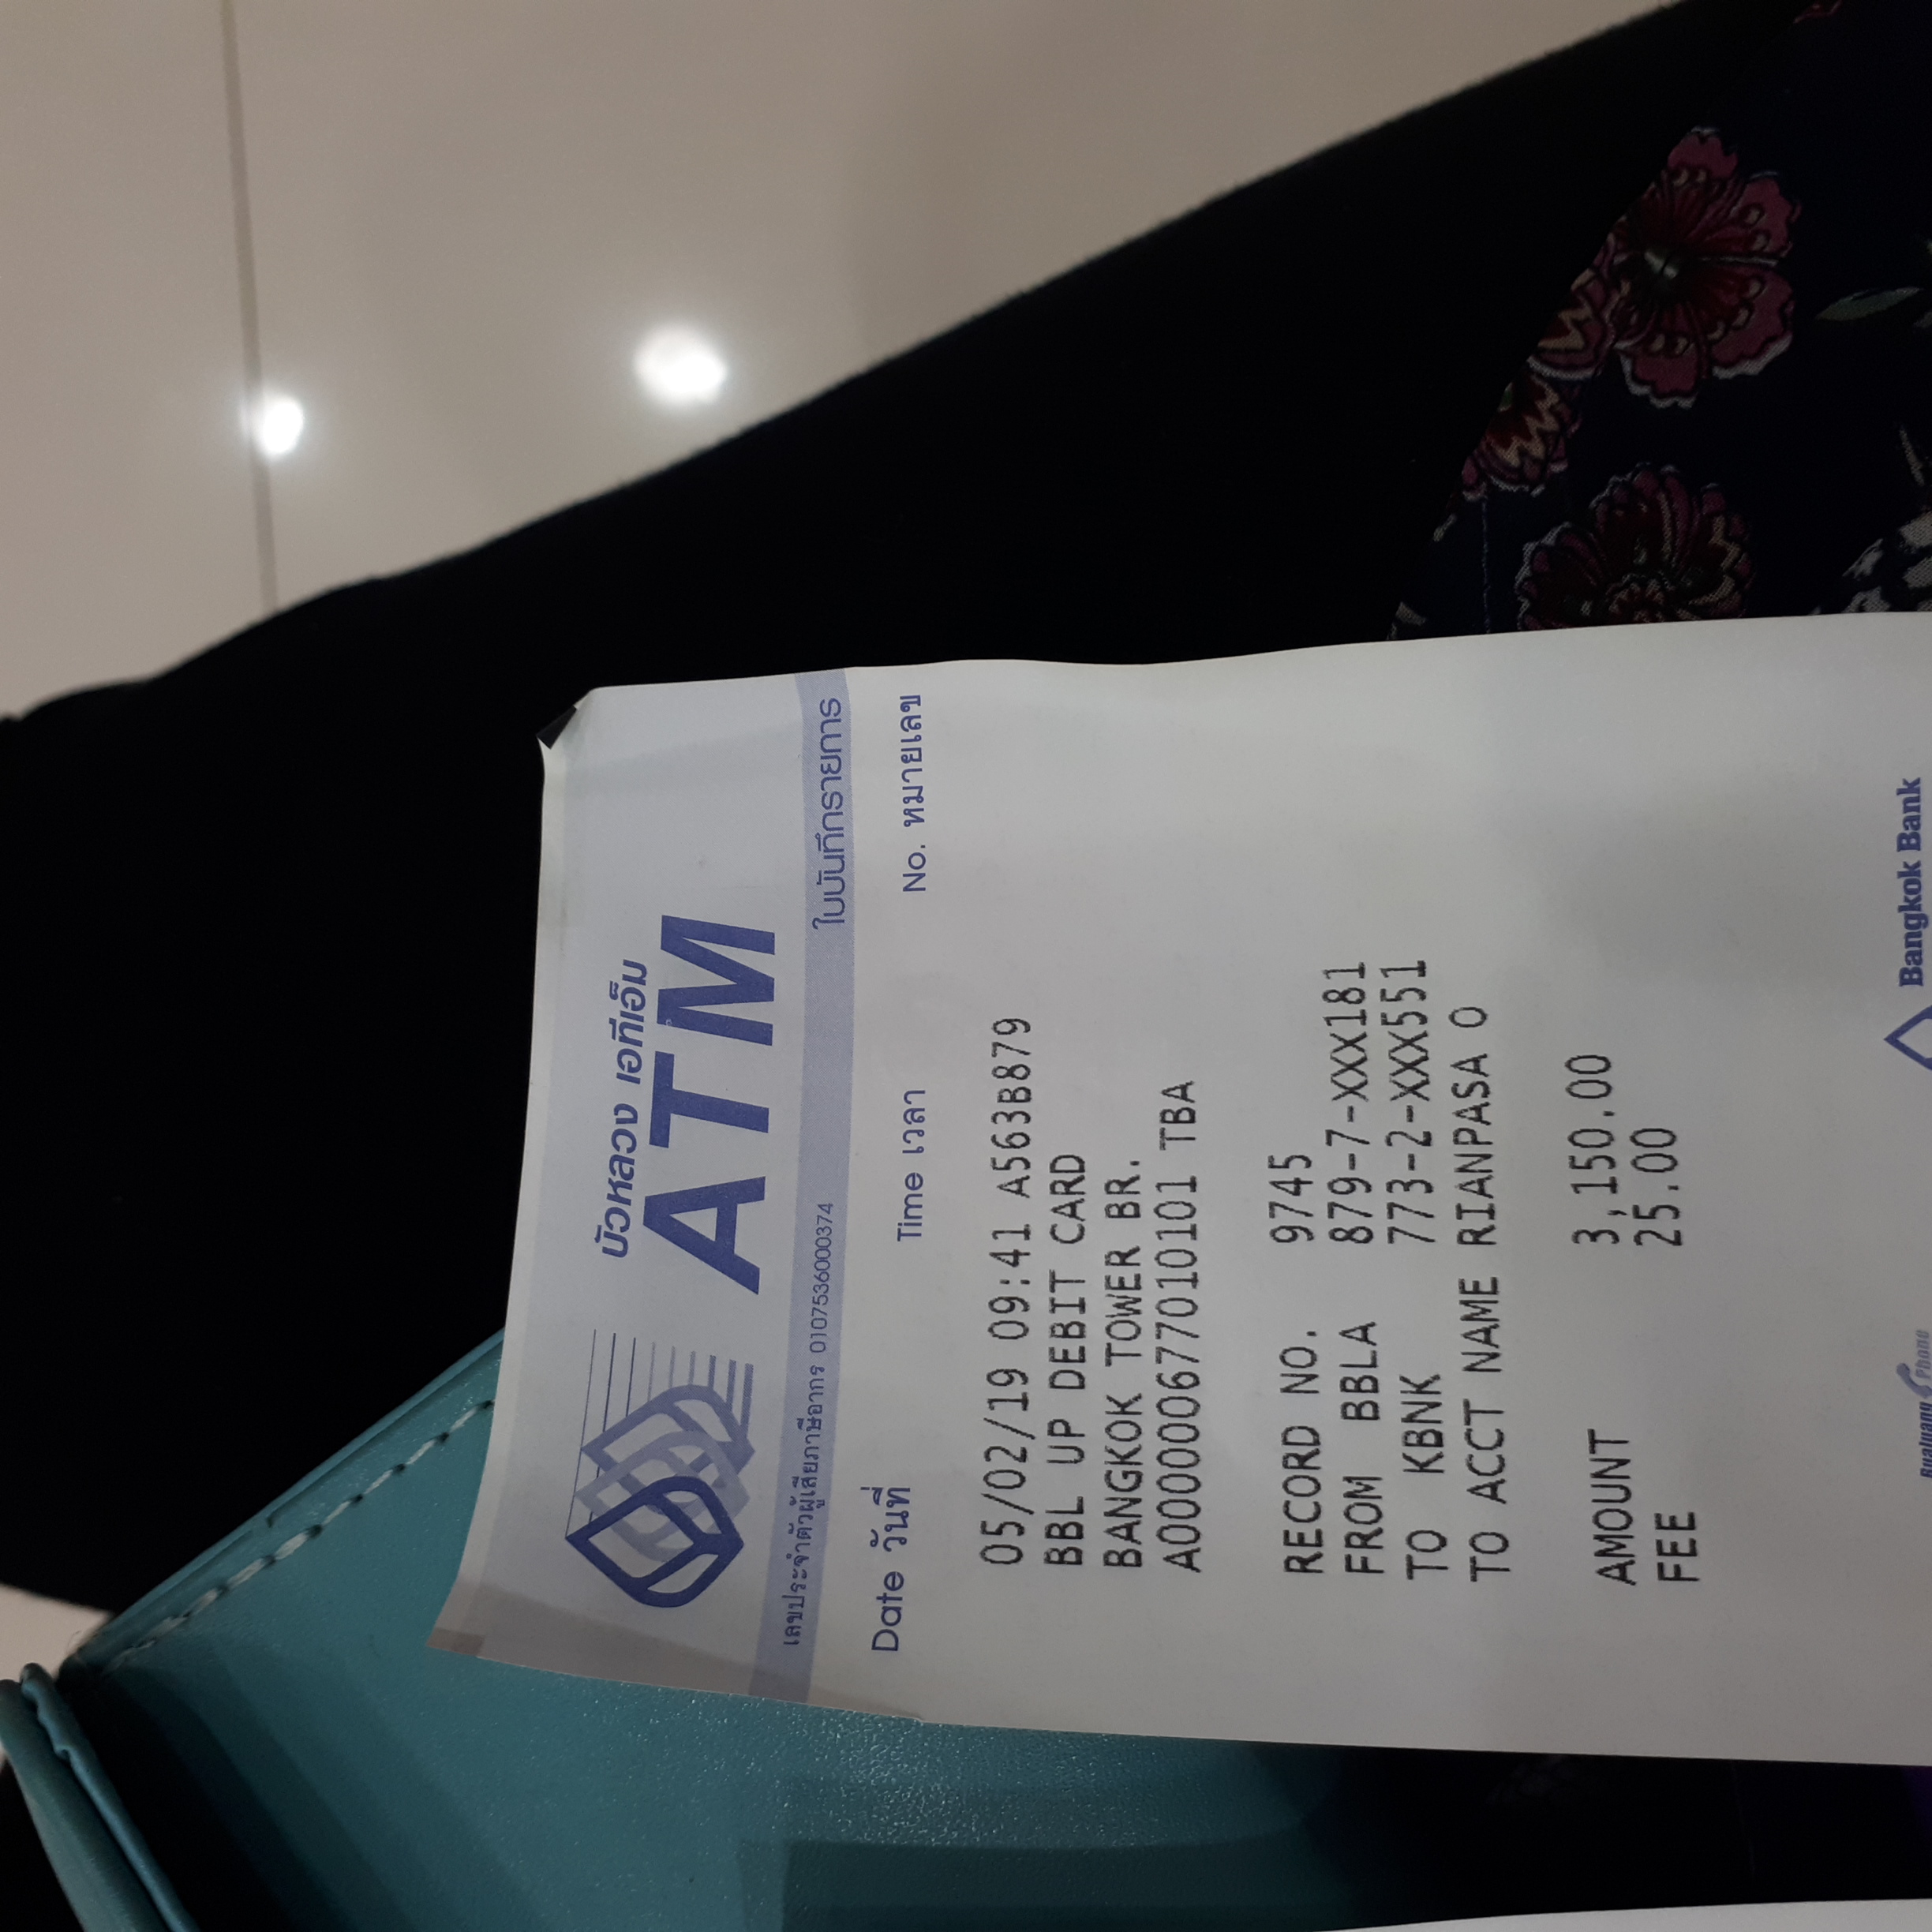 บัวหลวง เอทีเอ็ม
ATM
เลขประจำตัวผู้เสียภาษีอากร 0107536000374 ใบบันทึกรายการ
Date วันที่ Time เวลา No. หมายเลข
05/02/19 09:41 A563B879
BBL UP DEBIT CARD
BANGKOK TOWER BR.
A0000006770101 TBA
RECORD NO. 9745
FROM BBLA 879-7-XXX181
TO KBNK 773-2-XXX551
TO ACCT NAME RIANPASA O
AMOUNT 3,150.00
FEE 25.00
Bualuang Phone Bangkok Bank